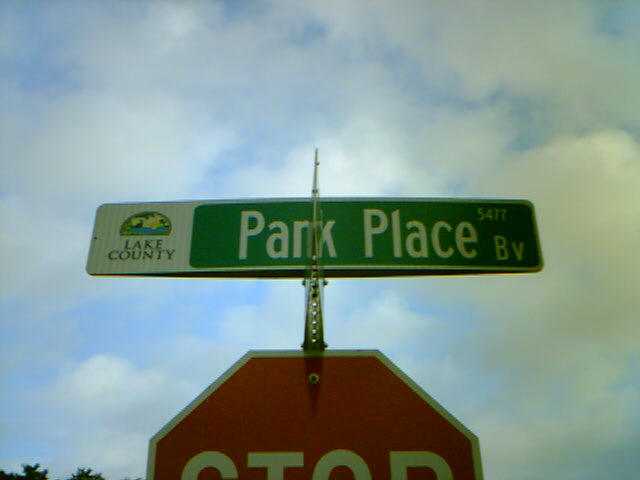 LAKE
COUNTY
Park Place 5477 Bv
STOP